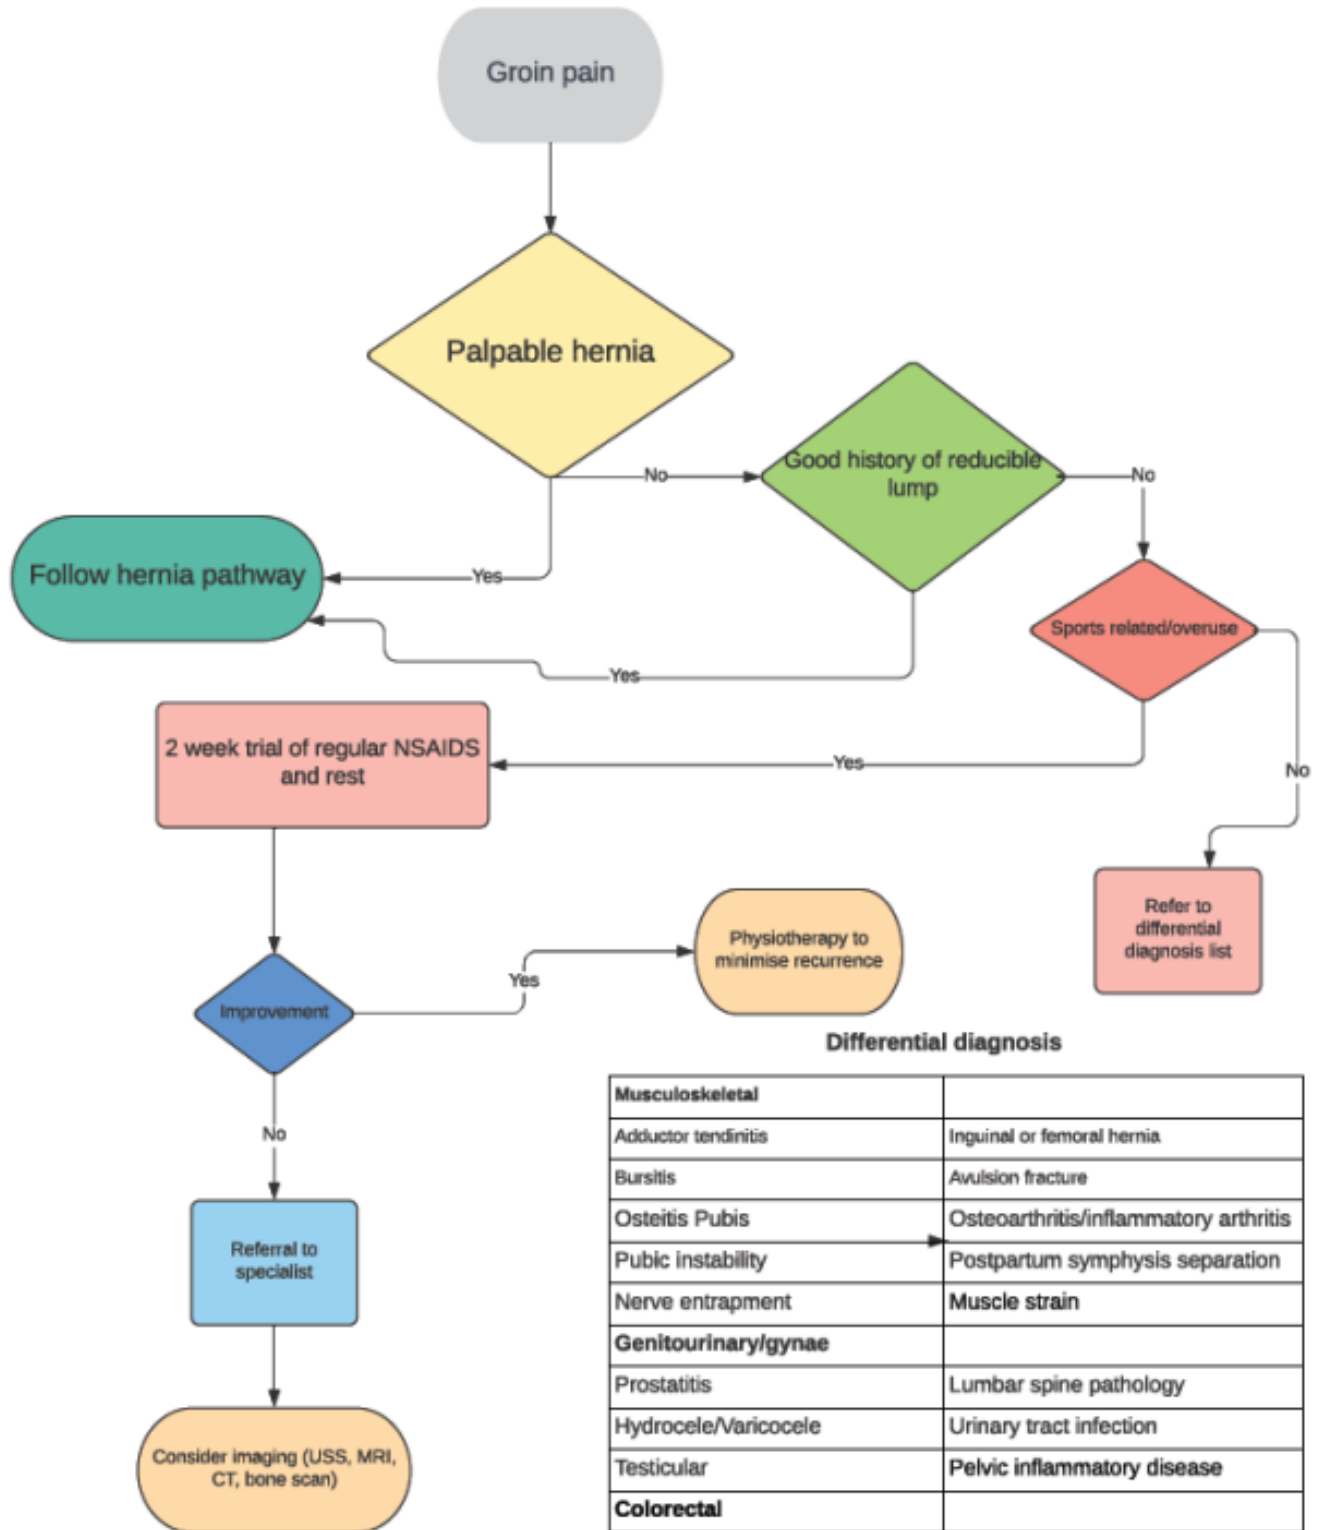 Groin pain
Palpable hernia
Good history of reducible
lump
No
No
Follow hernia pathway
Yes
Sports related/overuse
Yes
2 week trial of regular NSAIDS
and rest
Yes
No
Refer to
differential
diagnosis list
Physiotherapy to
minimise recurrence
Yes
Improvement
No
Referral to
specialist
Consider imaging (USS, MRI,
CT, bone scan)
Differential diagnosis
Musculoskeletal
Adductor tendinitis Inguinal or femoral hernia
Bursitis Avulsion fracture
Osteitis Pubis Osteoarthritis/inflammatory arthritis
Pubic instability Postpartum symphysis separation
Nerve entrapment Muscle strain
Genitourinary/gynae
Prostatitis Lumbar spine pathology
Hydrocele/Varicocele Urinary tract infection
Testicular Pelvic inflammatory disease
Colorectal